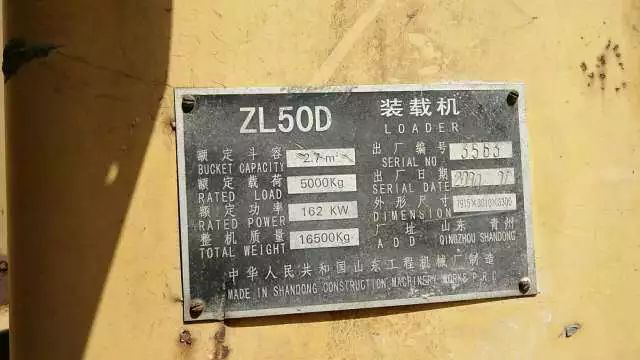 ZL50D 装载机
LOADER
额定斗容 2.7m³ 出厂编号 3563
BUCKET CAPACITY SERIAL NO
额定载荷 5000Kg 出厂日期
RATED LOAD SERIAL DATE
额定功率 162 KW 外形尺寸
RATED POWER DIMENSION
整机质量 16500Kg 厂址 山东 青州
TOTAL WEIGHT ADD QINGZHOU SHANDONG
中华人民共和国山东工程机械厂制造
MADE IN SHANDONG CONSTRUCTION MACHINERY WORKS P.R.C